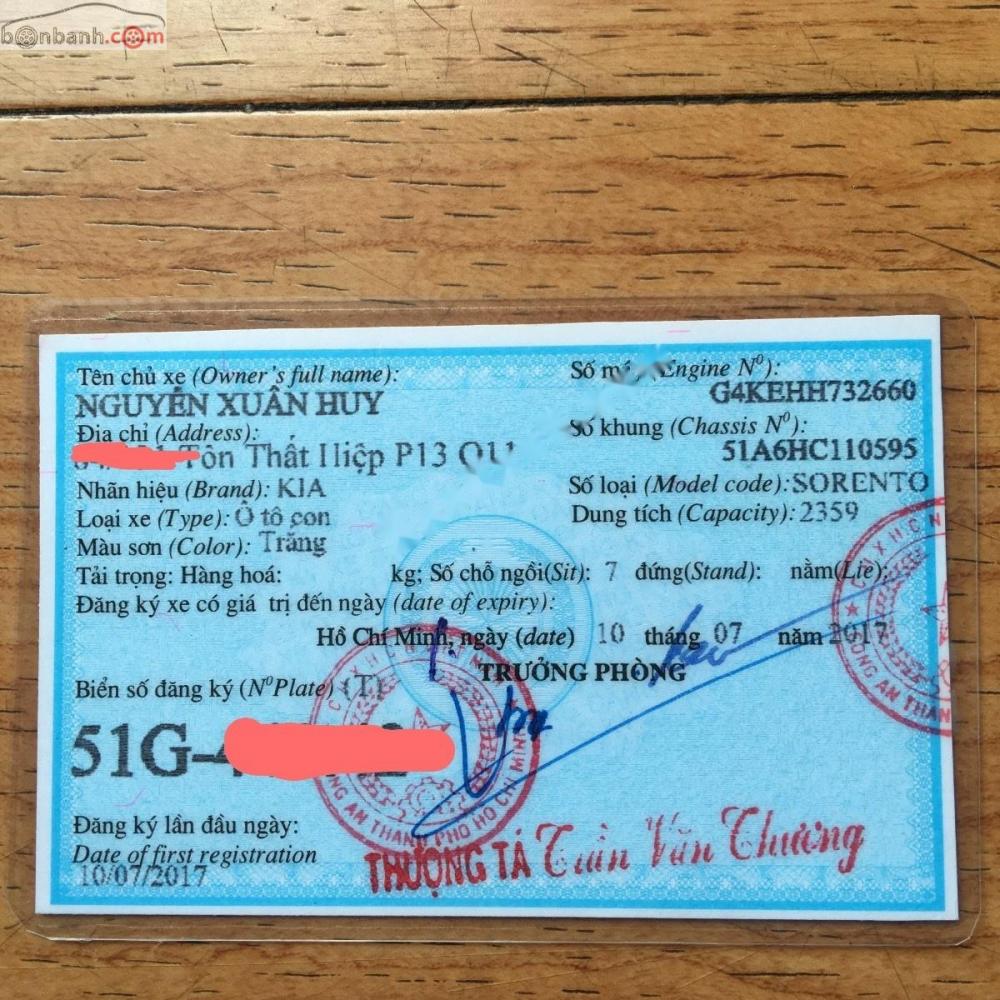 bonbanh.com
Tên chủ xe (Owner's full name):
NGUYỄN XUÂN HUY
Địa chỉ (Address):
Tôn Thất Hiệp P13 Q11
Nhãn hiệu (Brand): KIA
Loại xe (Type): Ô tô con
Màu sơn (Color): Trắng
Số máy (Engine Nº):
G4KEHH732660
Số khung (Chassis Nº):
51A6HC110595
Số loại (Model code): SORENTO
Dung tích (Capacity): 2359
Tải trọng: Hàng hoá: kg; Số chỗ ngồi(Sit): 7 đứng(Stand): nằm(Lie):
Đăng ký xe có giá trị đến ngày (date of expiry):
Hồ Chí Minh, ngày (date) 10 tháng 07 năm 2017
TRƯỞNG PHÒNG
Biển số đăng ký (NºPlate) (T)
51G-
Đăng ký lần đầu ngày:
Date of first registration
10/07/2017
THƯỢNG TÁ Trần Văn Thương